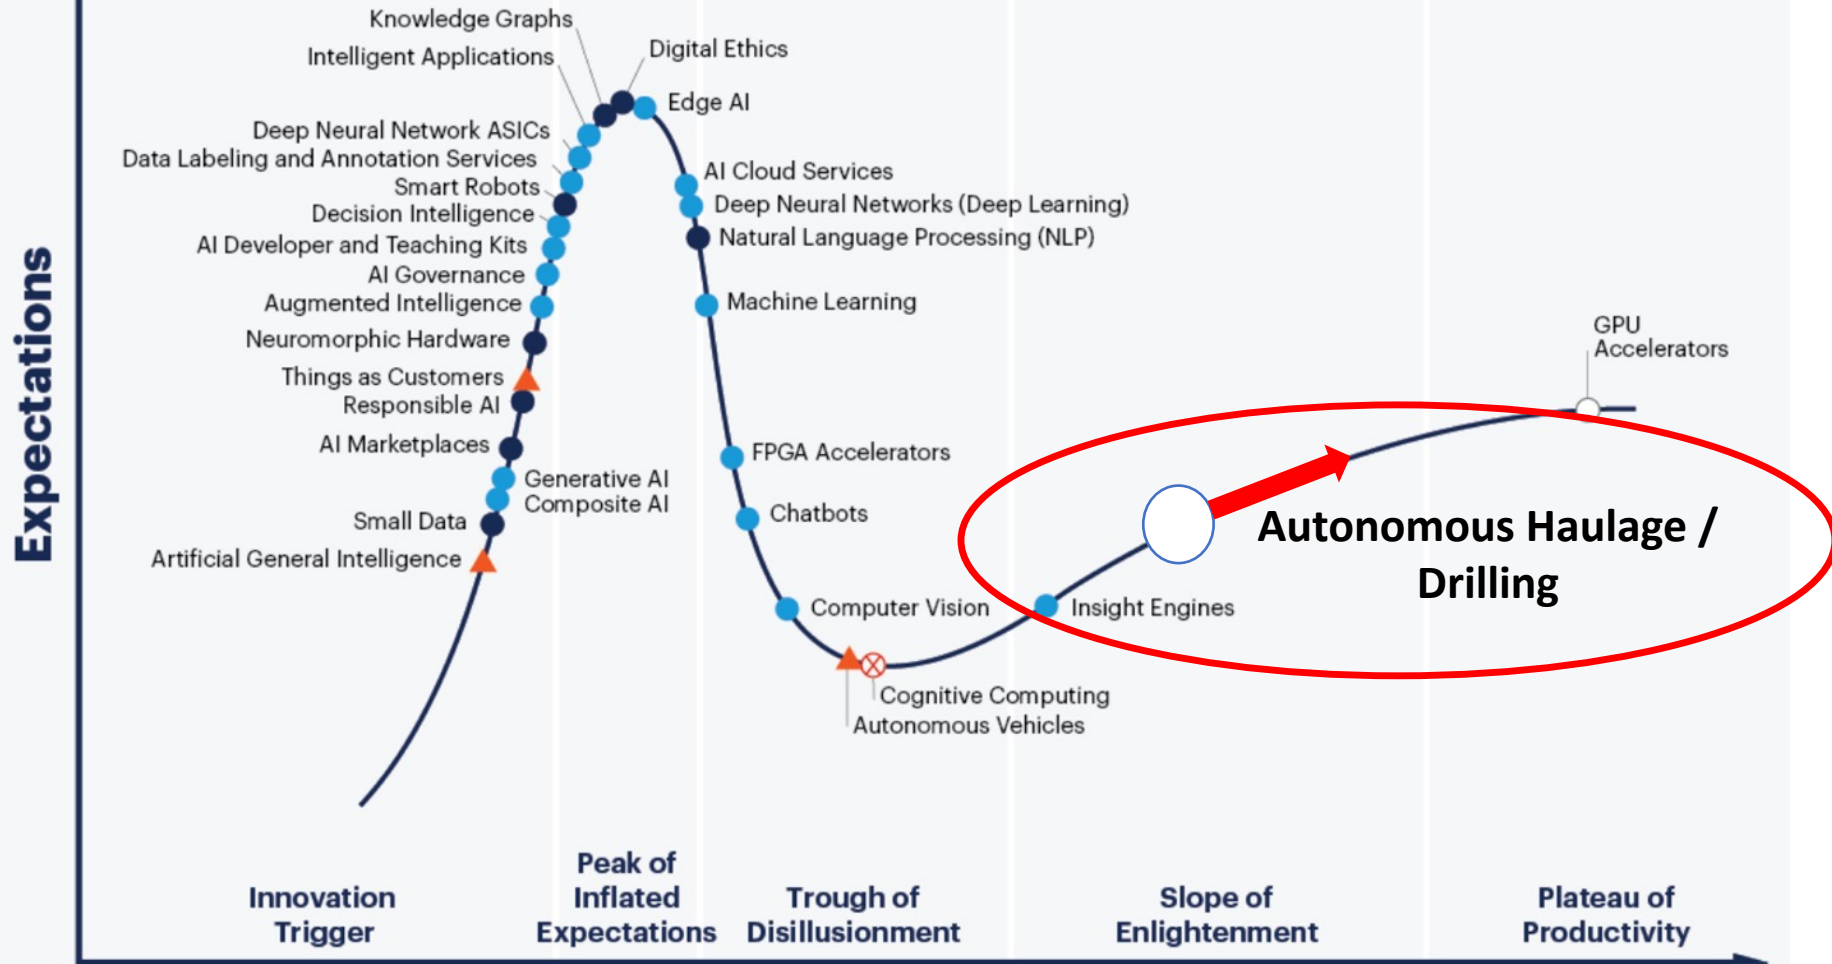 Expectations
Knowledge Graphs
Intelligent Applications
Digital Ethics
Edge AI
Deep Neural Network ASICs
Data Labeling and Annotation Services
Smart Robots
Decision Intelligence
AI Developer and Teaching Kits
AI Governance
Augmented Intelligence
Neuromorphic Hardware
Things as Customers
Responsible AI
AI Marketplaces
Generative AI
Composite AI
Small Data
Artificial General Intelligence
AI Cloud Services
Deep Neural Networks (Deep Learning)
Natural Language Processing (NLP)
Machine Learning
FPGA Accelerators
Chatbots
Computer Vision
Cognitive Computing
Autonomous Vehicles
Insight Engines
Autonomous Haulage /
Drilling
GPU
Accelerators
Innovation
Trigger
Peak of
Inflated
Expectations
Trough of
Disillusionment
Slope of
Enlightenment
Plateau of
Productivity